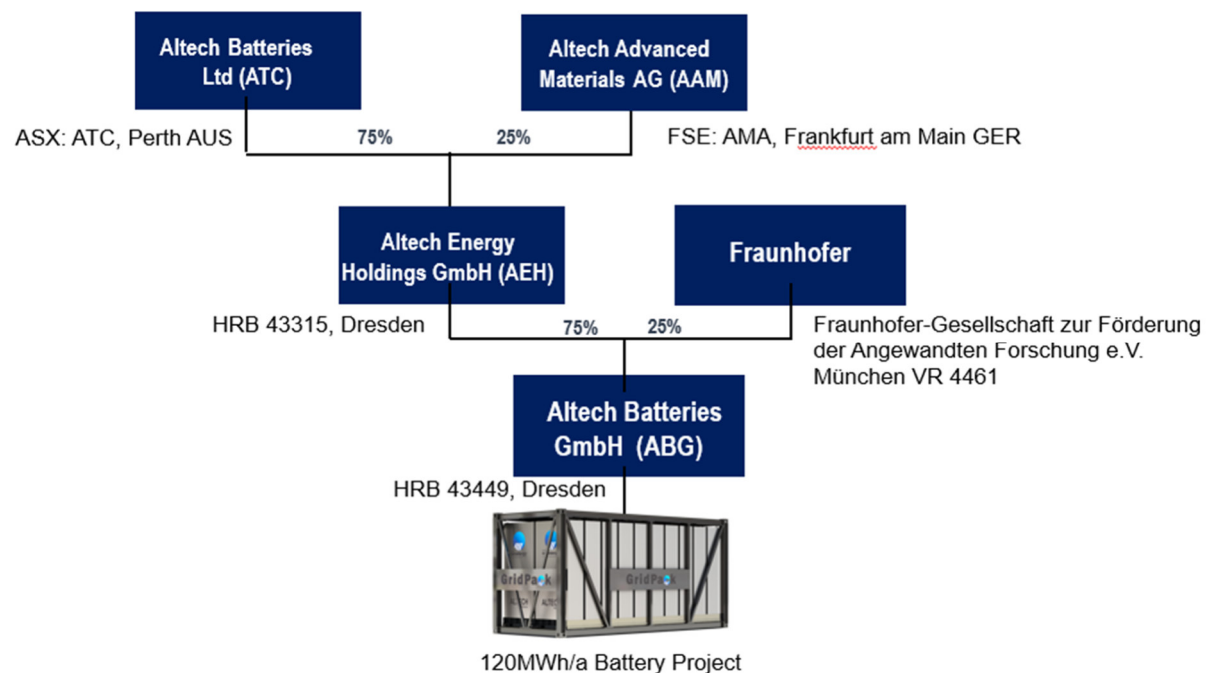 Altech Batteries
Ltd (ATC)
Altech Advanced
Materials AG (AAM)
ASX: ATC, Perth AUS
75%
25%
FSE: AMA, Frankfurt am Main GER
Altech Energy
Holdings GmbH (AEH)
Fraunhofer
HRB 43315, Dresden
75%
25%
Fraunhofer-Gesellschaft zur Förderung
der Angewandten Forschung e.V.
München VR 4461
Altech Batteries
GmbH (ABG)
HRB 43449, Dresden
GridPack
GridPack
ALTECH
ALTECH
120MWh/a Battery Project